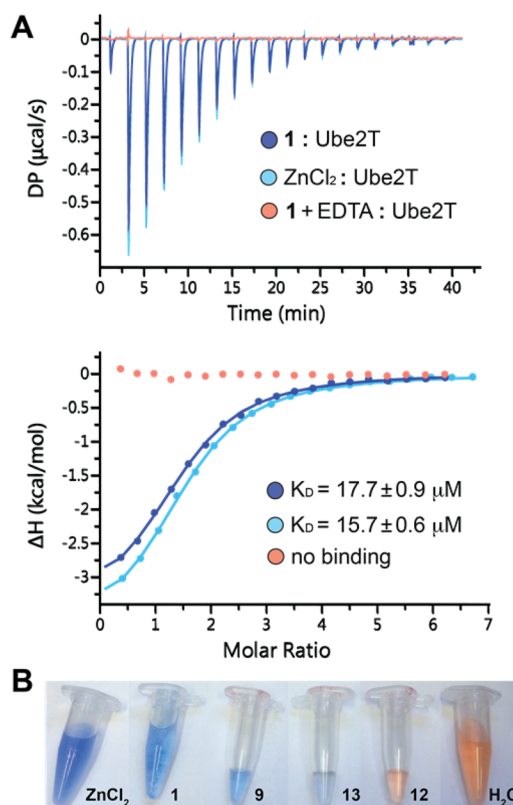 A
DP (μcal/s)
0
-0.1
-0.2
-0.3
-0.4
-0.5
-0.6
1 : Ube2T
ZnCl₂ : Ube2T
1 + EDTA : Ube2T
0 5 10 15 20 25 30 35 40
Time (min)
ΔH (kcal/mol)
0
-0.5
-1
-1.5
-2
-2.5
-3
K_D = 17.7 ± 0.9 μM
K_D = 15.7 ± 0.6 μM
no binding
0 1 2 3 4 5 6 7
Molar Ratio
B
ZnCl₂ 1 9 13 12